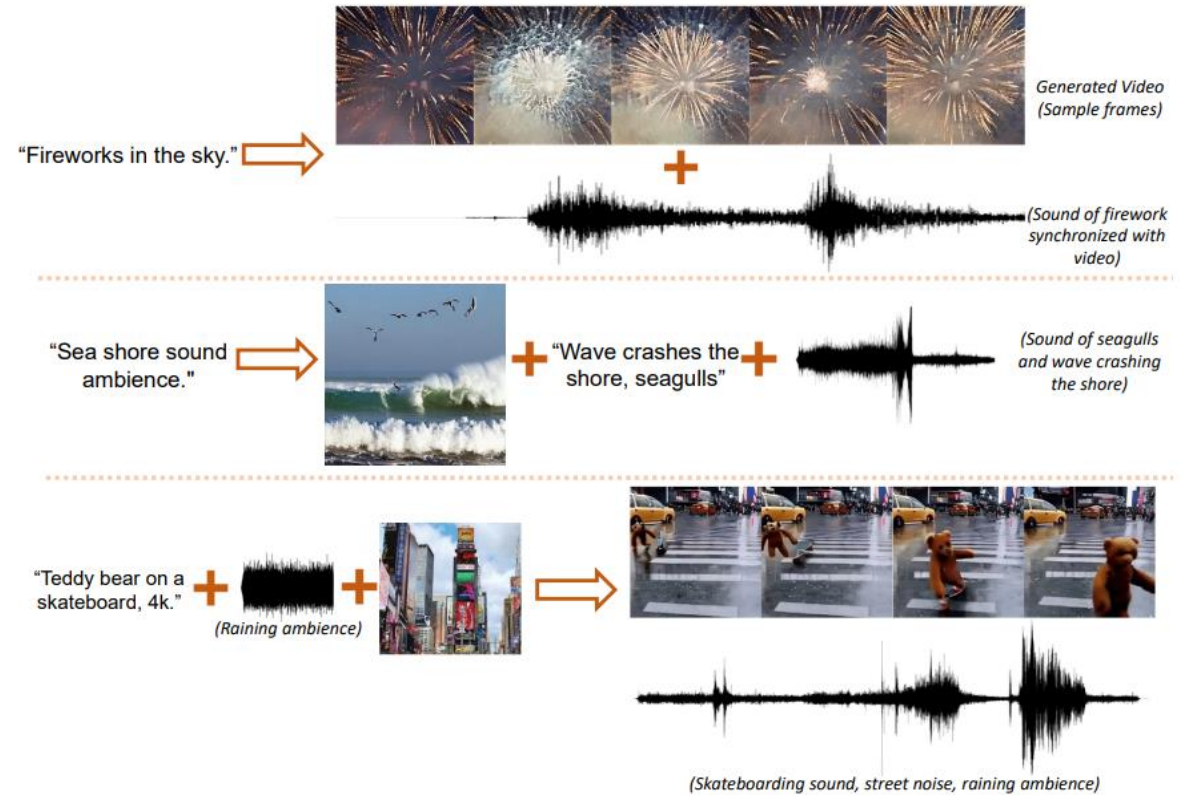 Generated Video
(Sample frames)
“Fireworks in the sky.”
(Sound of firework
synchronized with
video)
“Sea shore sound
ambience."
“Wave crashes the
shore, seagulls”
(Sound of seagulls
and wave crashing
the shore)
“Teddy bear on a
skateboard, 4k.”
(Raining ambience)
(Skateboarding sound, street noise, raining ambience)